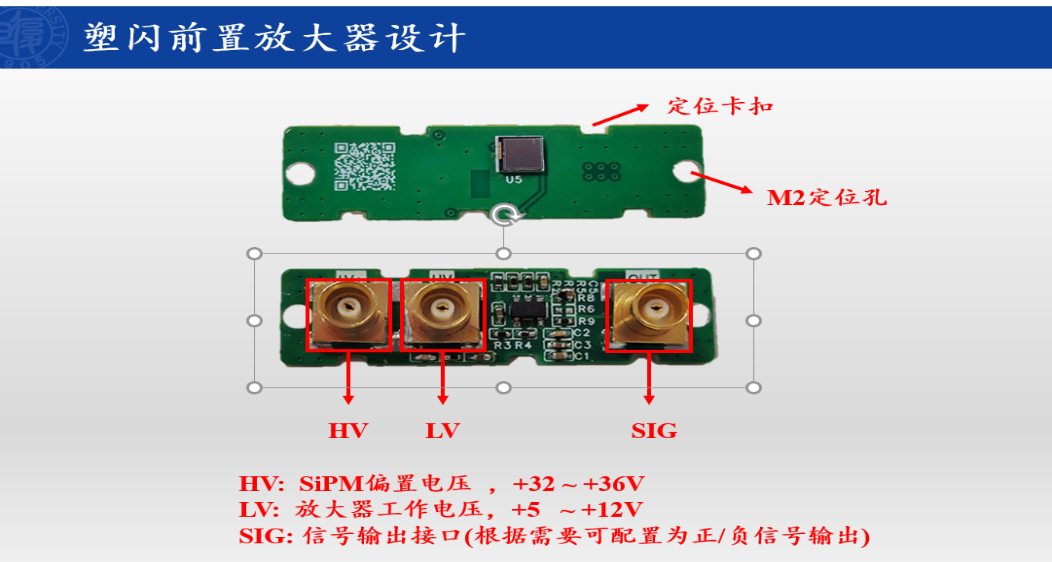 塑闪前置放大器设计
定位卡扣
U5
M2定位孔
HV
OUT
R8
R6
R9
R3 R4
C2
C3
C1
HV
LV
SIG
HV: SiPM偏置电压 ，+32 ~ +36V
LV: 放大器工作电压，+5 ~ +12V
SIG: 信号输出接口(根据需要可配置为正/负信号输出)